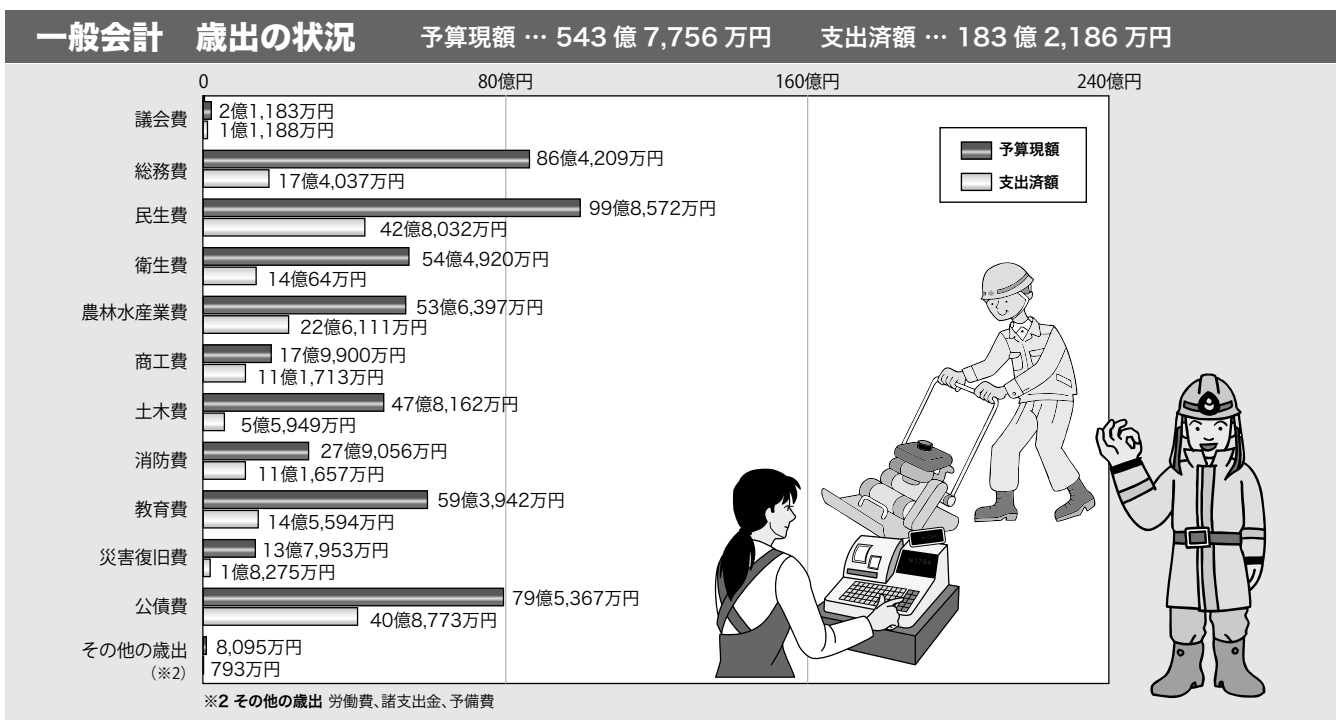 一般会計　歳出の状況　予算現額 … 543 億 7,756 万円　支出済額 … 183 億 2,186 万円
0　80億円　160億円　240億円
議会費　2億1,183万円
1億1,188万円
総務費　86億4,209万円
17億4,037万円
民生費　99億8,572万円
42億8,032万円
衛生費　54億4,920万円
14億64万円
農林水産業費　53億6,397万円
22億6,111万円
商工費　17億9,900万円
11億1,713万円
土木費　47億8,162万円
5億5,949万円
消防費　27億9,056万円
11億1,657万円
教育費　59億3,942万円
14億5,594万円
災害復旧費　13億7,953万円
1億8,275万円
公債費　79億5,367万円
40億8,773万円
その他の歳出　8,095万円
（※2）　793万円
予算現額
支出済額
※2 その他の歳出 労働費、諸支出金、予備費